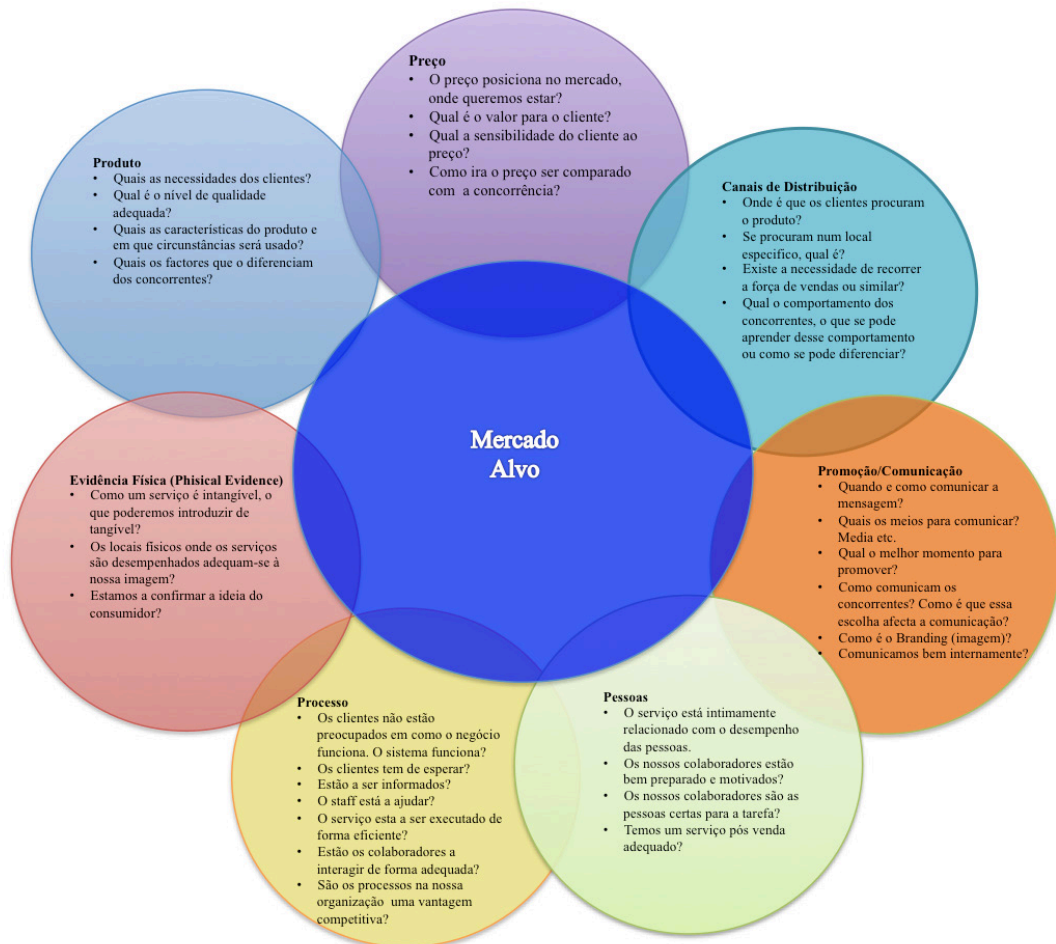 Preço
• O preço posiciona no mercado,
onde queremos estar?
• Qual é o valor para o cliente?
• Qual a sensibilidade do cliente ao
preço?
• Como ira o preço ser comparado
com a concorrência?
Produto
• Quais as necessidades dos clientes?
• Qual é o nível de qualidade
adequada?
• Quais as características do produto e
em que circunstâncias será usado?
• Quais os factores que o diferenciam
dos concorrentes?
Canais de Distribuição
• Onde é que os clientes procuram
o produto?
• Se procuram num local
especifico, qual é?
• Existe a necessidade de recorrer
a força de vendas ou similar?
• Qual o comportamento dos
concorrentes, o que se pode
aprender desse comportamento
ou como se pode diferenciar?
Mercado
Alvo
Evidência Física (Phisical Evidence)
• Como um serviço é intangível, o
que poderemos introduzir de
tangível?
• Os locais físicos onde os serviços
são desempenhados adequam-se à
nossa imagem?
• Estamos a confirmar a ideia do
consumidor?
Promoção/Comunicação
• Quando e como comunicar a
mensagem?
• Quais os meios para comunicar?
Media etc.
• Qual o melhor momento para
promover?
• Como comunicam os
concorrentes? Como é que essa
escolha afecta a comunicação?
• Como é o Branding (imagem)?
• Comunicamos bem internamente?
Processo
• Os clientes não estão
preocupados em como o negócio
funciona. O sistema funciona?
• Os clientes tem de esperar?
• Estão a ser informados?
• O staff está a ajudar?
• O serviço esta a ser executado de
forma eficiente?
• Estão os colaboradores a
interagir de forma adequada?
• São os processos na nossa
organização uma vantagem
competitiva?
Pessoas
• O serviço está intimamente
relacionado com o desempenho
das pessoas.
• Os nossos colaboradores estão
bem preparado e motivados?
• Os nossos colaboradores são as
pessoas certas para a tarefa?
• Temos um serviço pós venda
adequado?